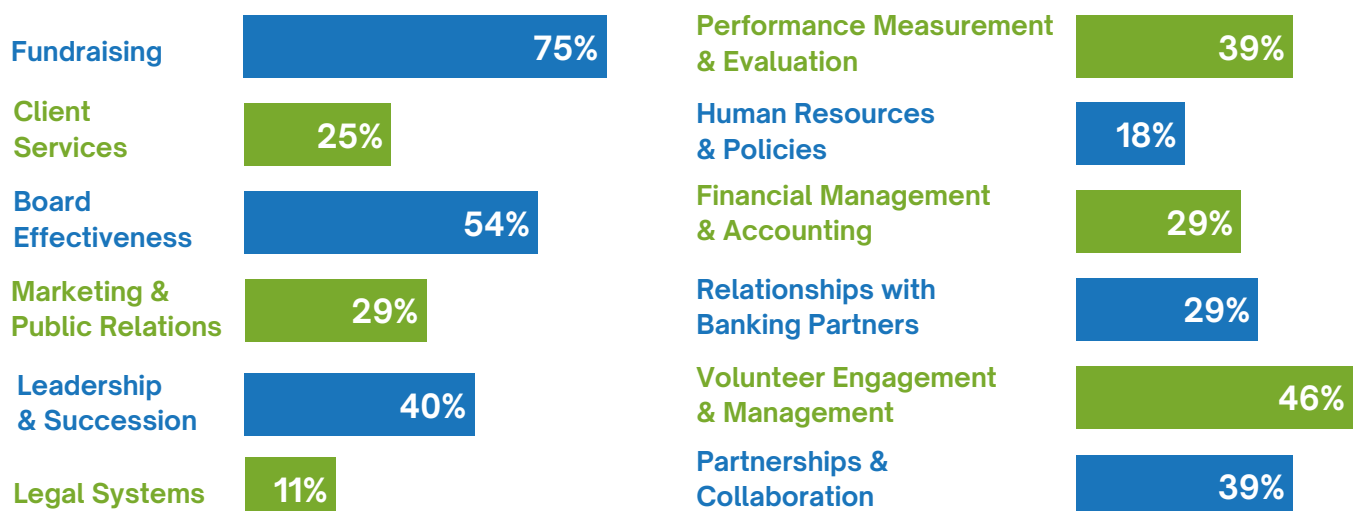 Fundraising
75%
Client
Services
25%
Board
Effectiveness
54%
Marketing &
Public Relations
29%
Leadership
& Succession
40%
Legal Systems
11%
Performance Measurement
& Evaluation
39%
Human Resources
& Policies
18%
Financial Management
& Accounting
29%
Relationships with
Banking Partners
29%
Volunteer Engagement
& Management
46%
Partnerships &
Collaboration
39%